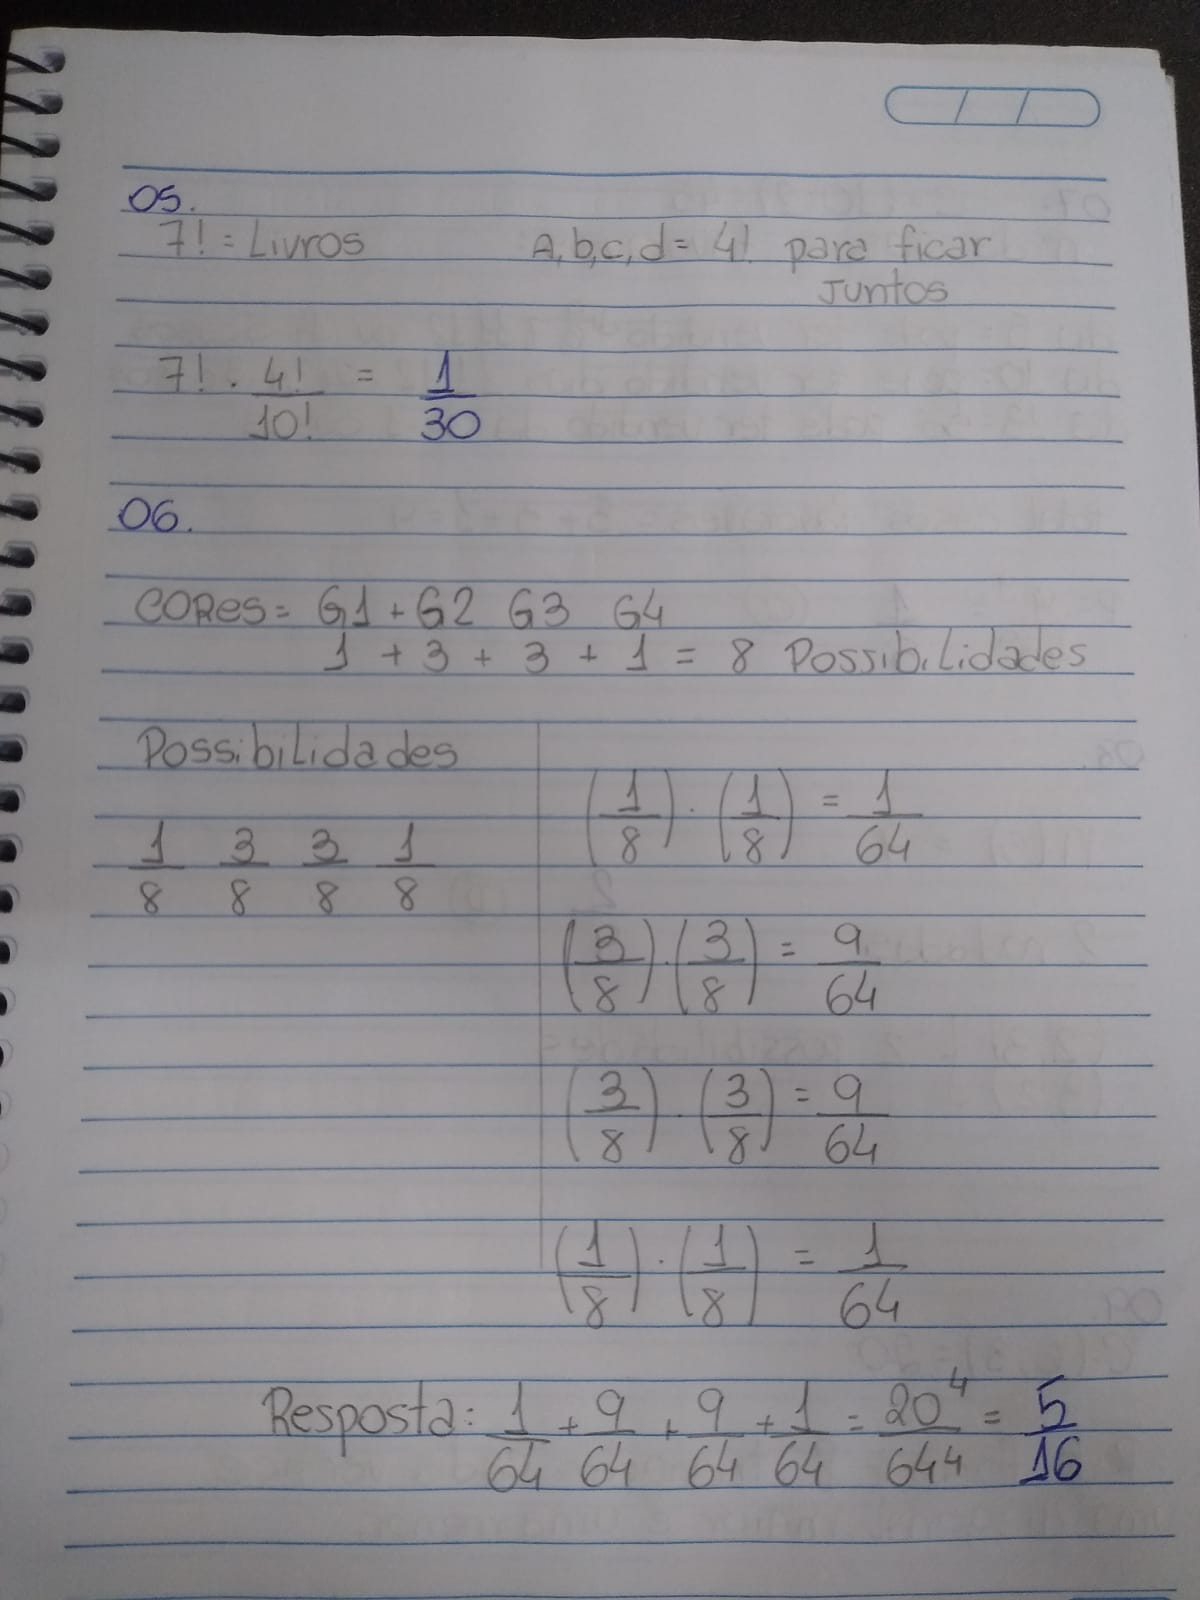 05.
7! = Livros A,b,c,d = 4! para ficar
Juntos
7! . 4!/10! = 1/30
06.
CORes = G1 + G2 G3 G4
1 + 3 + 3 + 1 = 8 Possibilidades
Possibilidades
1/8 3/8 3/8 1/8
(1/8) . (1/8) = 1/64
(3/8) . (3/8) = 9/64
(3/8) . (3/8) = 9/64
(1/8) . (1/8) = 1/64
Resposta: 1/64 + 9/64 + 9/64 + 1/64 = 20⁴/64⁴ = 5/16